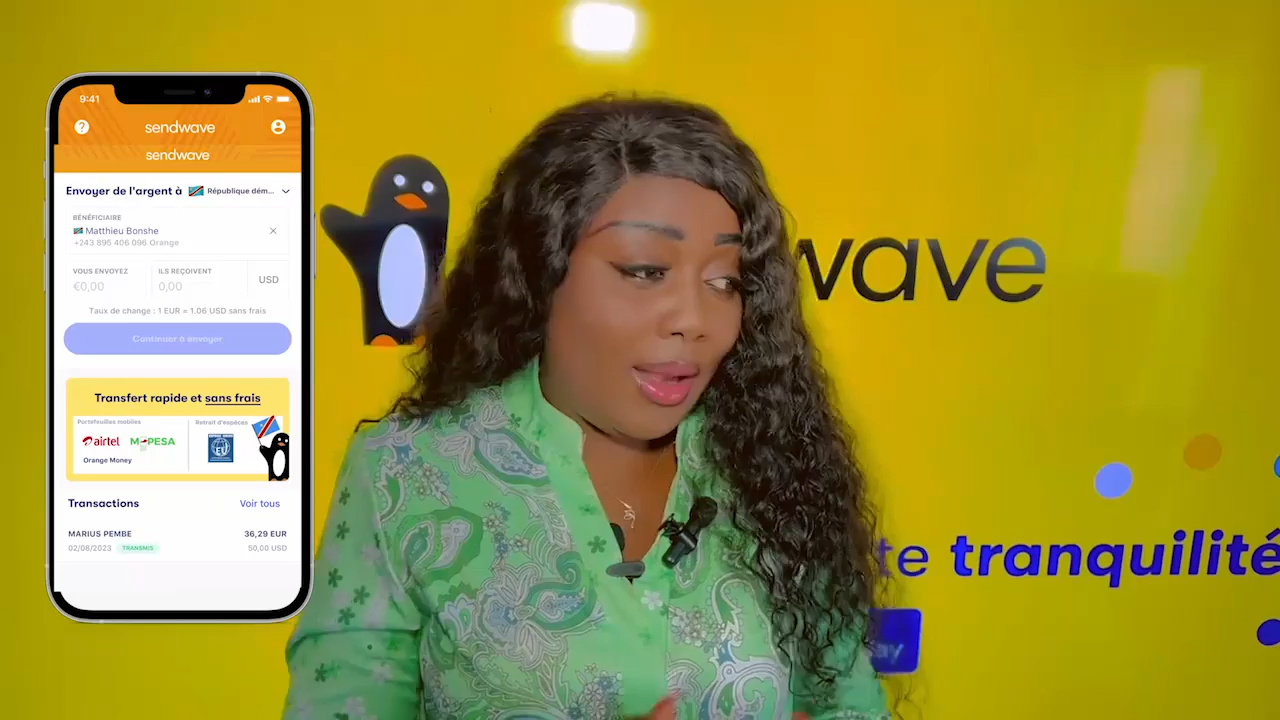 9:41
sendwave
sendwave
Envoyer de l'argent à République dém...
BÉNÉFICIAIRE
Matthieu Bonshe
+243 895 406 096 Orange
VOUS ENVOYEZ
ILS REÇOIVENT
€0,00
0,00
USD
Taux de change : 1 EUR = 1.06 USD sans frais
Continuer à envoyer
Transfert rapide et sans frais
Portefeuilles mobiles
Retrait d'espèces
airtel
M-PESA
Orange Money
Transactions
Voir tous
MARIUS PEMBE
36,29 EUR
02/08/2023
TRANSMIS
50,00 USD
wave
te tranquilité
ay